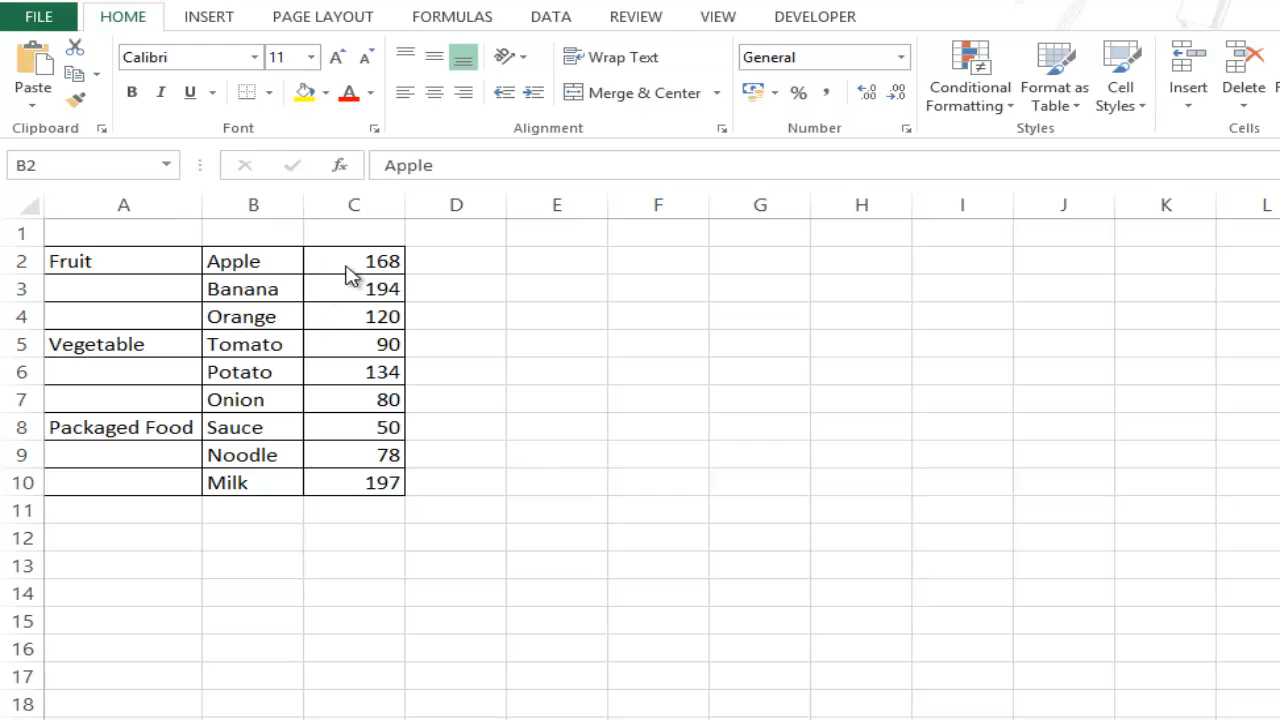 FILE HOME INSERT PAGE LAYOUT FORMULAS DATA REVIEW VIEW DEVELOPER
Calibri 11 A A Wrap Text General
Paste B I U A Merge & Center % , .00 Conditional Formatting Format as Table Cell Styles Insert Delete
Clipboard Font Alignment Number Styles Cells
B2 fx Apple
A B C D E F G H I J K L
1
2 Fruit Apple 168
3 Banana 194
4 Orange 120
5 Vegetable Tomato 90
6 Potato 134
7 Onion 80
8 Packaged Food Sauce 50
9 Noodle 78
10 Milk 197
11
12
13
14
15
16
17
18